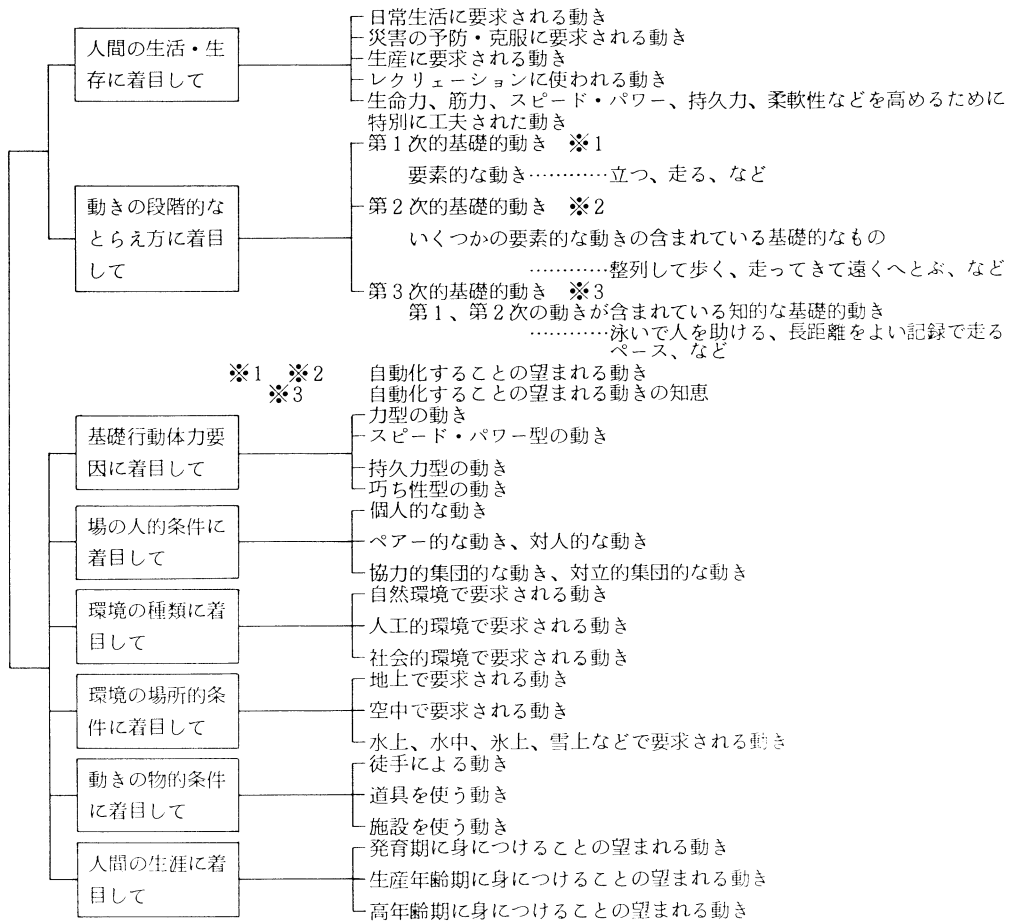 人間の生活・生
存に着目して
日常生活に要求される動き
災害の予防・克服に要求される動き
生産に要求される動き
レクリェーションに使われる動き
生命力、筋力、スピード・パワー、持久力、柔軟性などを高めるために
特別に工夫された動き
動きの段階的な
とらえ方に着目
して
第1次的基礎的動き ※1
要素的な動き…………立つ、走る、など
第2次的基礎的動き ※2
いくつかの要素的な動きの含まれている基礎的なもの
…………整列して歩く、走ってきて遠くへとぶ、など
第3次的基礎的動き ※3
第1、第2次の動きが含まれている知的な基礎的動き
…………泳いで人を助ける、長距離をよい記録で走る
ペース、など
※1 ※2 自動化することの望まれる動き
※3 自動化することの望まれる動きの知恵
基礎行動体力要
因に着目して
力型の動き
スピード・パワー型の動き
持久力型の動き
巧ち性型の動き
場の人的条件に
着目して
個人的な動き
ペアー的な動き、対人的な動き
協力的集団的な動き、対立的集団的な動き
環境の種類に着
目して
自然環境で要求される動き
人工的環境で要求される動き
社会的環境で要求される動き
環境の場所的条
件に着目して
地上で要求される動き
空中で要求される動き
水上、水中、氷上、雪上などで要求される動き
動きの物的条件
に着目して
徒手による動き
道具を使う動き
施設を使う動き
人間の生涯に着
目して
発育期に身につけることの望まれる動き
生産年齢期に身につけることの望まれる動き
高年齢期に身につけることの望まれる動き